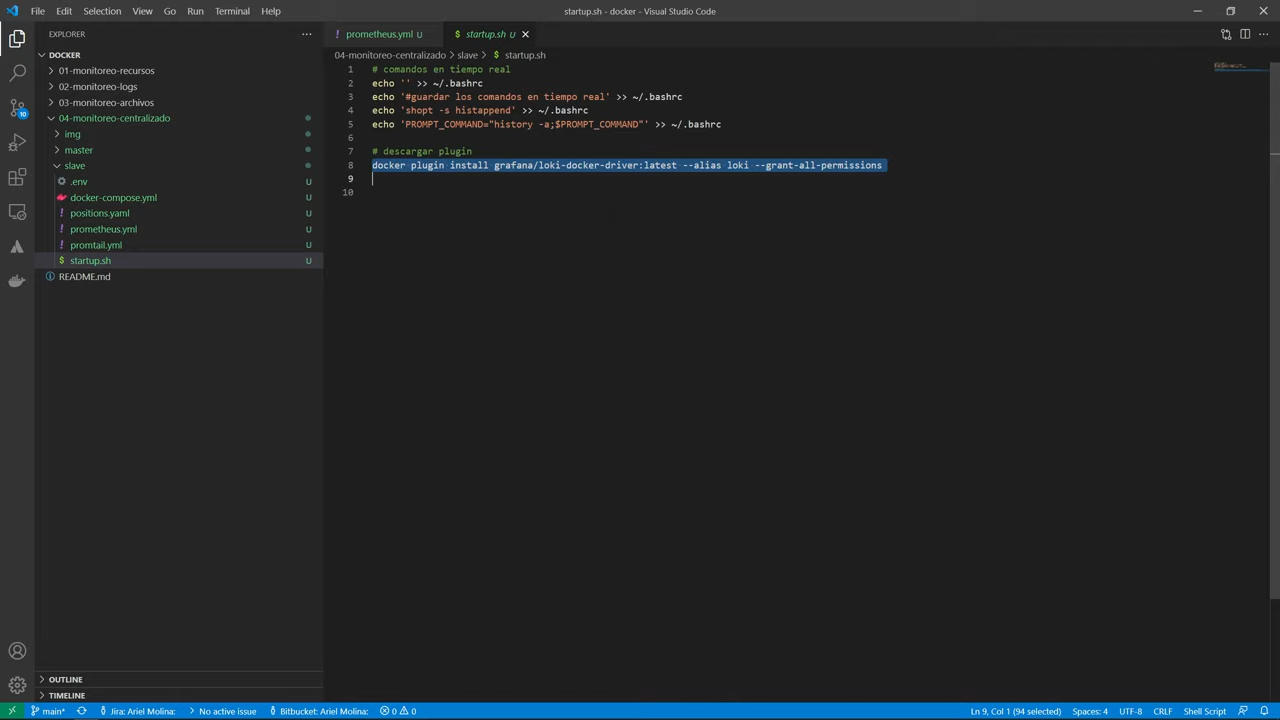 File Edit Selection View Go Run Terminal Help
startup.sh - docker - Visual Studio Code
EXPLORER
DOCKER
01-monitoreo-recursos
02-monitoreo-logs
03-monitoreo-archivos
04-monitoreo-centralizado
img
master
slave
.env U
docker-compose.yml U
positions.yaml U
prometheus.yml U
promtail.yml U
startup.sh U
README.md
OUTLINE
TIMELINE
10
prometheus.yml U
startup.sh U
04-monitoreo-centralizado > slave > startup.sh
1 # comandos en tiempo real
2 echo '' >> ~/.bashrc
3 echo '#guardar los comandos en tiempo real' >> ~/.bashrc
4 echo 'shopt -s histappend' >> ~/.bashrc
5 echo 'PROMPT_COMMAND="history -a;$PROMPT_COMMAND"' >> ~/.bashrc
6
7 # descargar plugin
8 docker plugin install grafana/loki-docker-driver:latest --alias loki --grant-all-permissions
9
10
main* Jira: Ariel Molina: No active issue Bitbucket: Ariel Molina: 0 0 Ln 9, Col 1 (94 selected) Spaces: 4 UTF-8 CRLF Shell Script